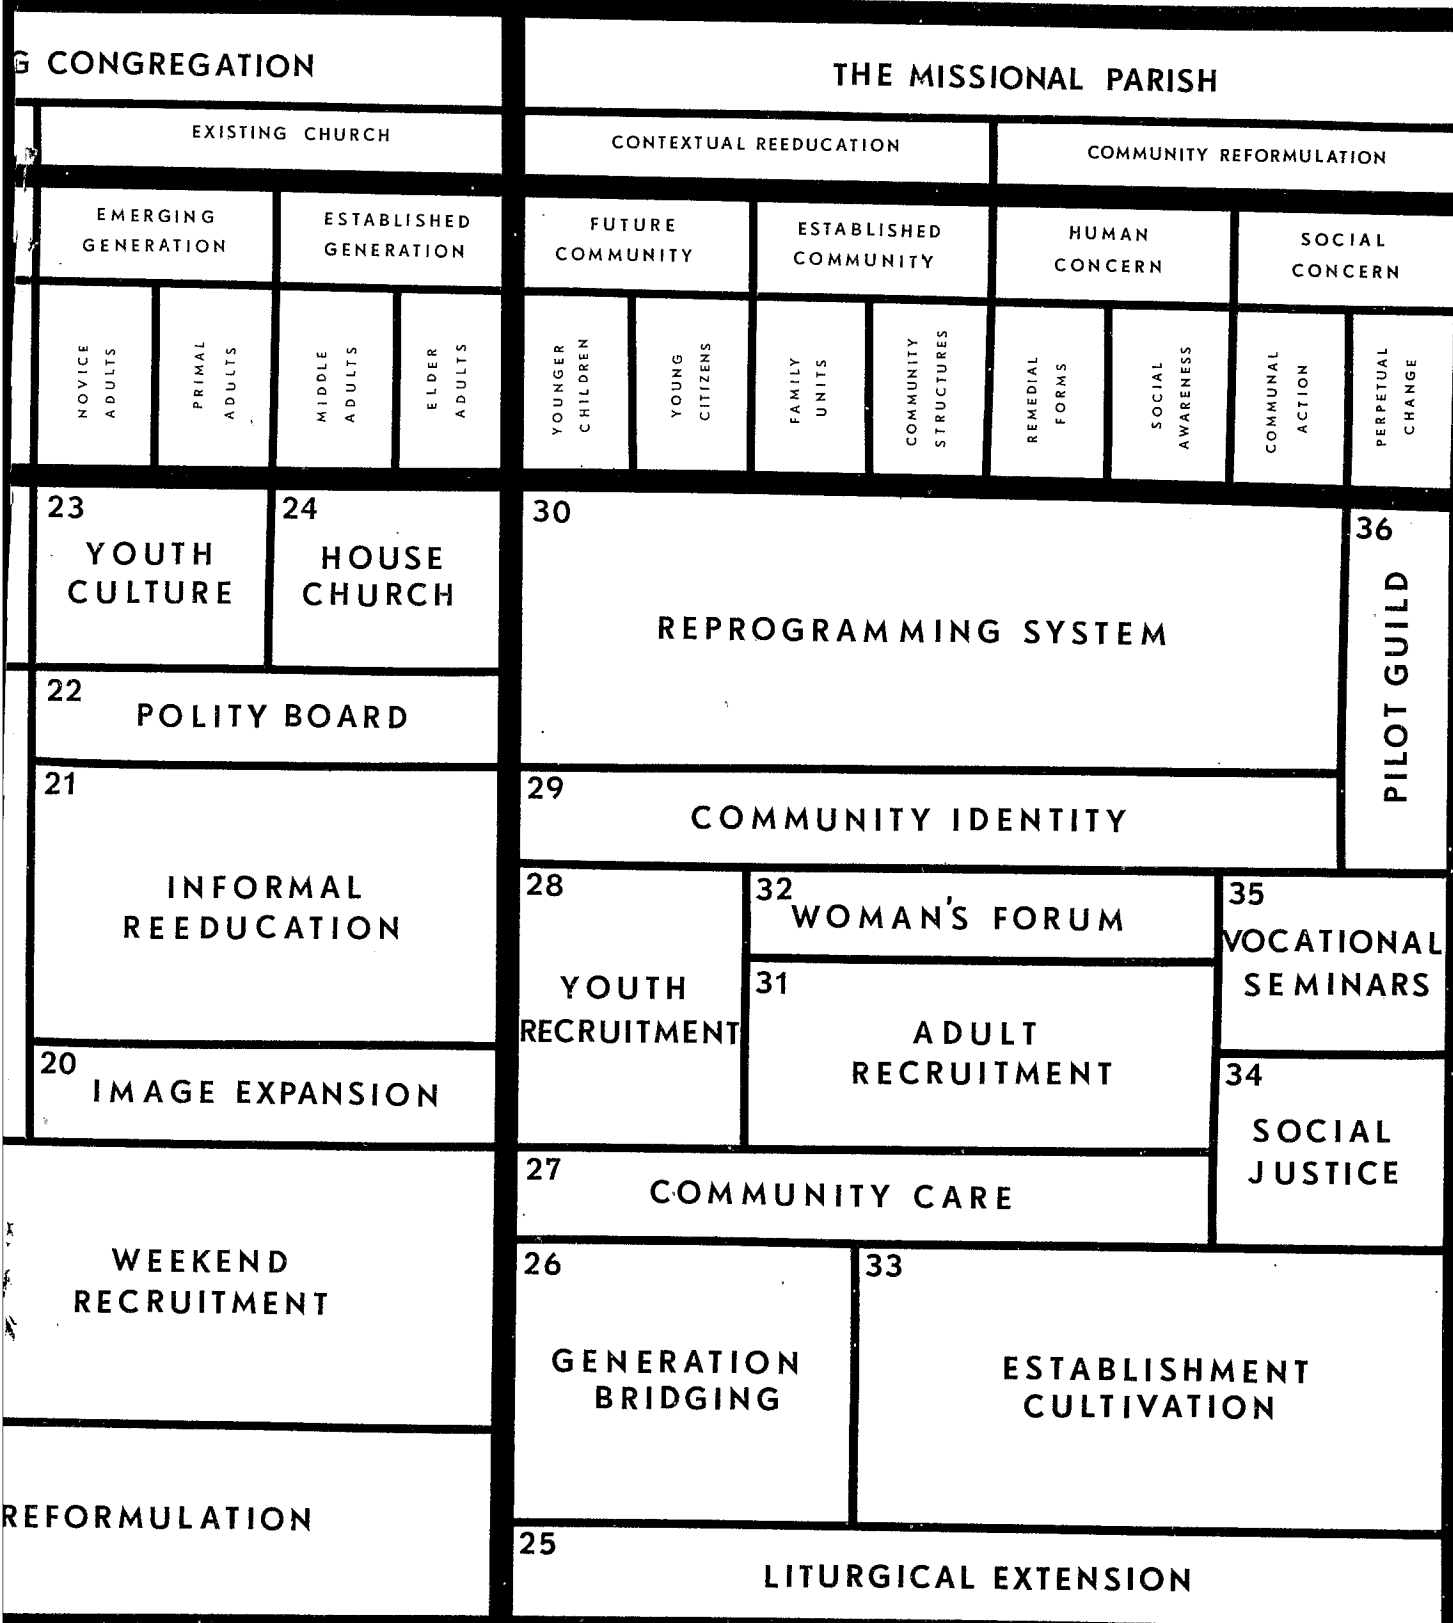 G CONGREGATION
THE MISSIONAL PARISH
EXISTING CHURCH
CONTEXTUAL REEDUCATION
COMMUNITY REFORMULATION
EMERGING
GENERATION
ESTABLISHED
GENERATION
FUTURE
COMMUNITY
ESTABLISHED
COMMUNITY
HUMAN
CONCERN
SOCIAL
CONCERN
NOVICE
ADULTS
PRIMAL
ADULTS
MIDDLE
ADULTS
ELDER
ADULTS
YOUNGER
CHILDREN
YOUNG
CITIZENS
FAMILY
UNITS
COMMUNITY
STRUCTURES
REMEDIAL
FORMS
SOCIAL
AWARENESS
COMMUNAL
ACTION
PERPETUAL
CHANGE
23
YOUTH
CULTURE
24
HOUSE
CHURCH
22
POLITY BOARD
21
INFORMAL
REEDUCATION
20
IMAGE EXPANSION
WEEKEND
RECRUITMENT
REFORMULATION
30
REPROGRAMMING SYSTEM
36
PILOT GUILD
29
COMMUNITY IDENTITY
28
YOUTH
RECRUITMENT
32
WOMAN'S FORUM
31
ADULT
RECRUITMENT
35
VOCATIONAL
SEMINARS
34
SOCIAL
JUSTICE
27
COMMUNITY CARE
26
GENERATION
BRIDGING
33
ESTABLISHMENT
CULTIVATION
25
LITURGICAL EXTENSION